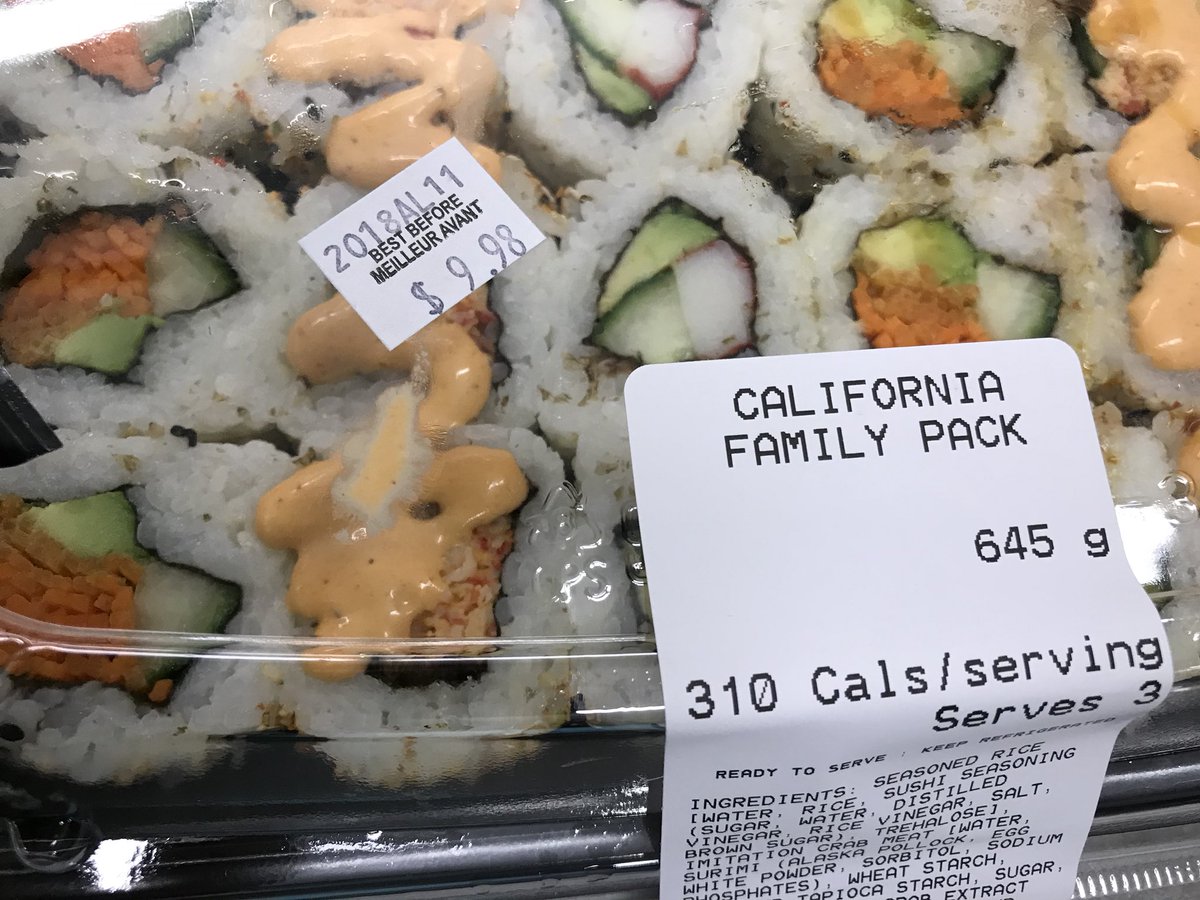 2018AL11
BEST BEFORE
MEILLEUR AVANT
$ 9.98
CALIFORNIA
FAMILY PACK
645 g
310 Cals/serving
Serves 3
READY TO SERVE : KEEP REFRIGERATED
INGREDIENTS: SEASONED RICE
[WATER, RICE, SUSHI SEASONING
(SUGAR, WATER, DISTILLED
VINEGAR, RICE VINEGAR, SALT,
BROWN SUGAR), TREHALOSE],
IMITATION CRAB MEAT [WATER,
SURIMI (ALASKA POLLOCK, EGG
WHITE POWDER, SORBITOL, SODIUM
PHOSPHATES), WHEAT STARCH,
TAPIOCA STARCH, SUGAR,
EXTRACT